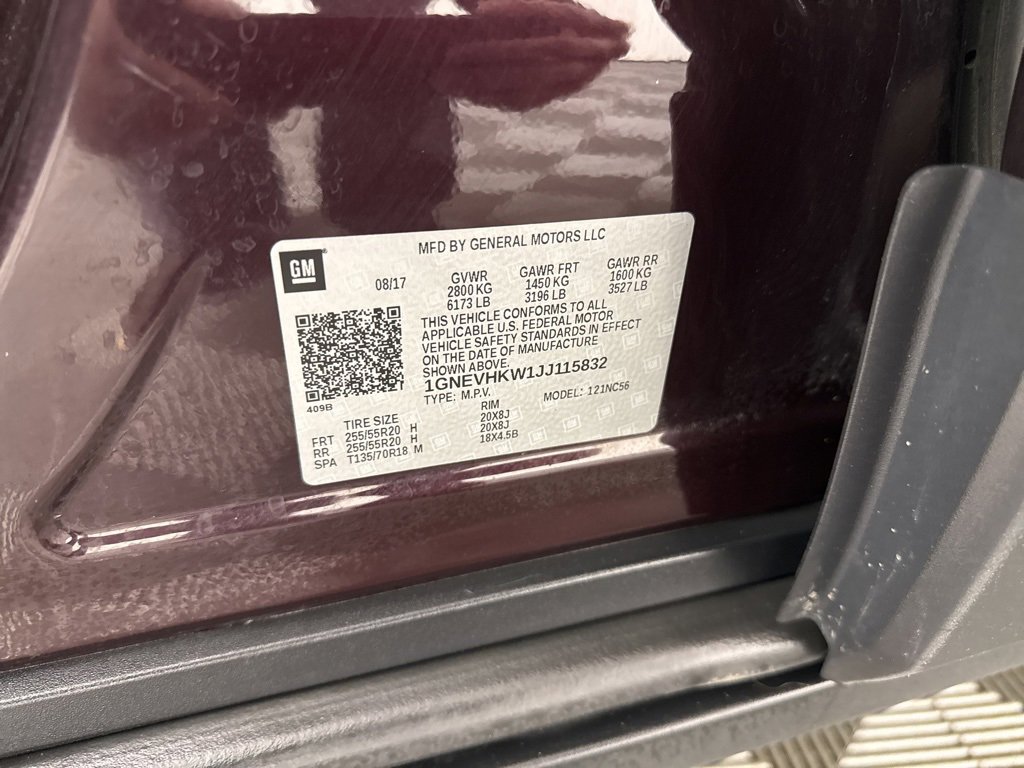 MFD BY GENERAL MOTORS LLC
GM
08/17
GVWR
2800 KG
6173 LB
GAWR FRT
1450 KG
3196 LB
GAWR RR
1600 KG
3527 LB
THIS VEHICLE CONFORMS TO ALL
APPLICABLE U.S. FEDERAL MOTOR
VEHICLE SAFETY STANDARDS IN EFFECT
ON THE DATE OF MANUFACTURE
SHOWN ABOVE.
1GNEVHKW1JJ115832
TYPE: M.P.V. MODEL: 121NC56
409B
TIRE SIZE RIM
FRT 255/55R20 H 20X8J
RR 255/55R20 H 20X8J
SPA T135/70R18 M 18X4.5B